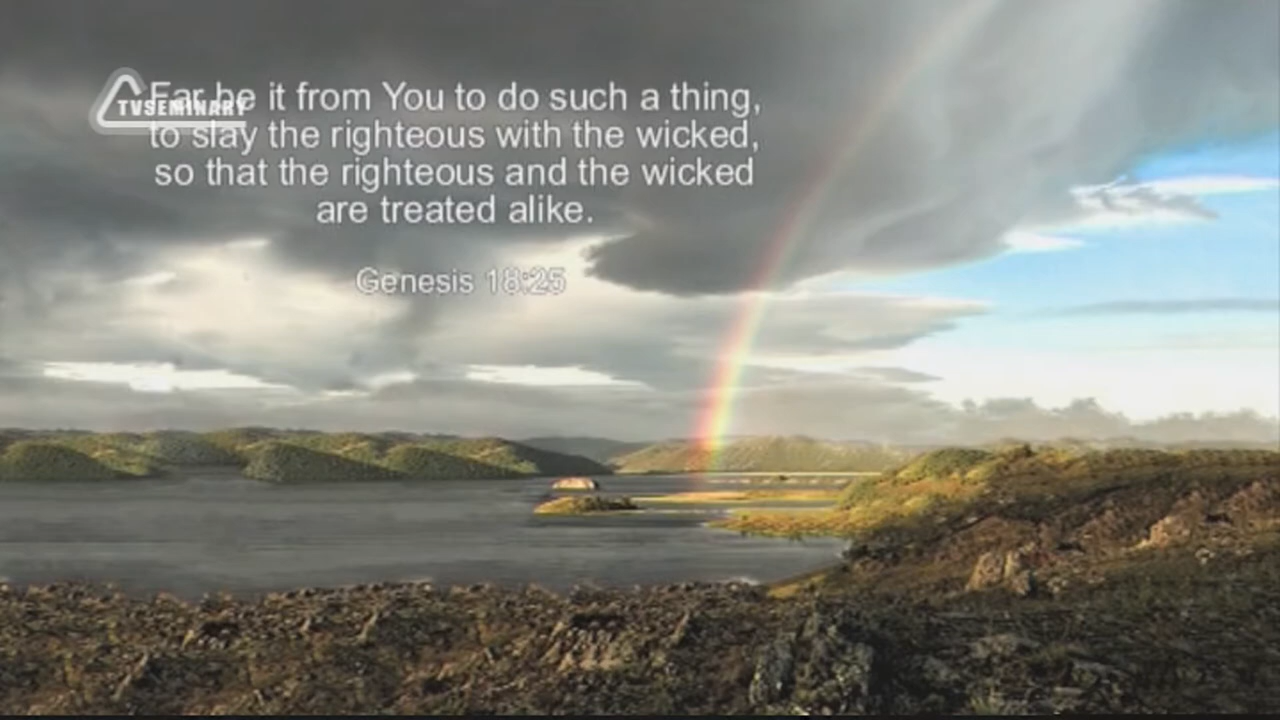 TVSEMINARY
Far be it from You to do such a thing,
to slay the righteous with the wicked,
so that the righteous and the wicked
are treated alike.
Genesis 18:25